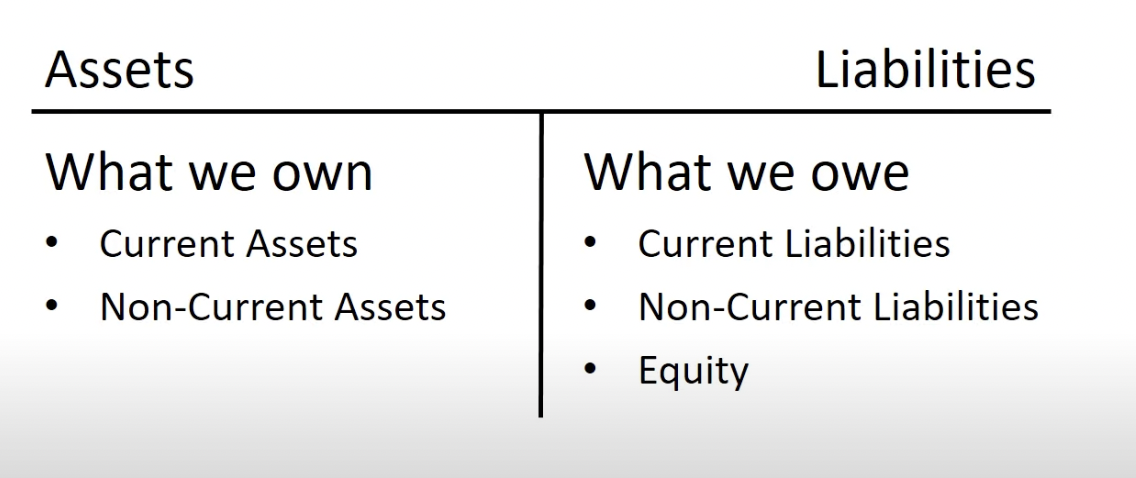 Assets
Liabilities
What we own
• Current Assets
• Non-Current Assets
What we owe
• Current Liabilities
• Non-Current Liabilities
• Equity